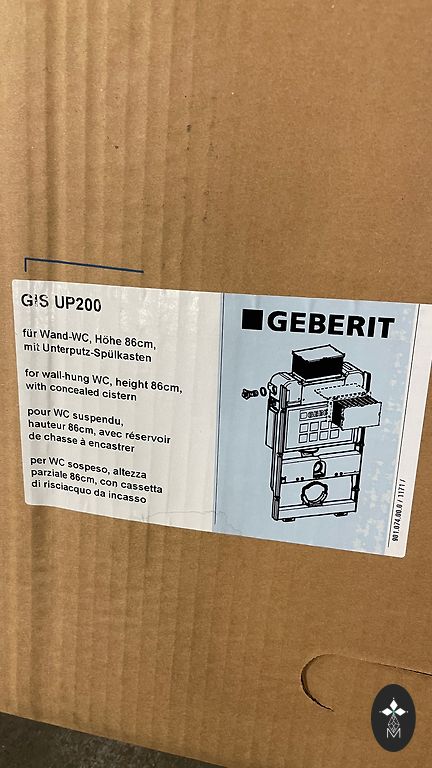 GIS UP200
für Wand-WC, Höhe 86cm,
mit Unterputz-Spülkasten
for wall-hung WC, height 86cm,
with concealed cistern
pour WC suspendu,
hauteur 86cm, avec réservoir
de chasse à encastrer
per WC sospeso, altezza
parziale 86cm, con cassetta
di risciacquo da incasso
GEBERIT
M